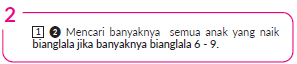 2
1 2 Mencari banyaknya semua anak yang naik
bianglala jika banyaknya bianglala 6 - 9.